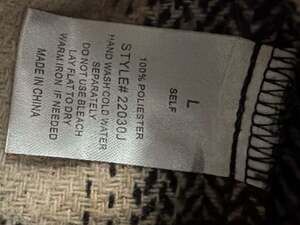 L
SELF
100% POLIESTER
STYLE# 22030J
HAND WASH COLD WATER
SEPARATELY
DO NOT USE BLEACH
LAY FLAT TO DRY
WARM IRON IF NEEDED
MADE IN CHINA